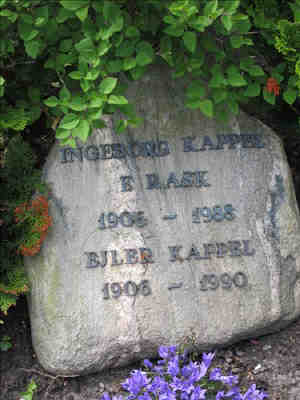 INGEBORG KAPPEL
F RASK
1905 - 1988
EJLER KAPPEL
1906 - 1990